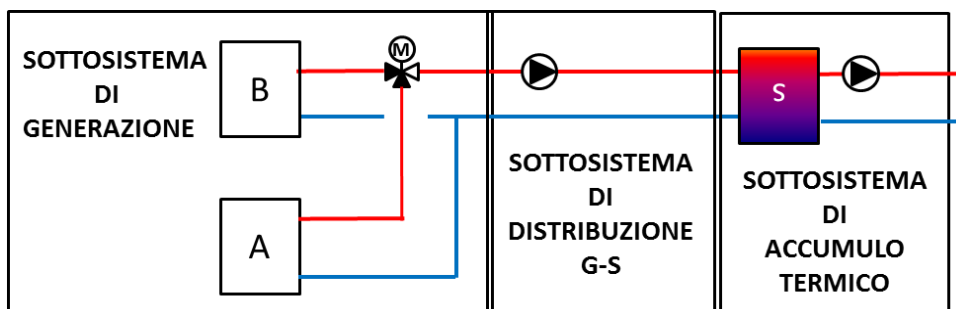 SOTTOSISTEMA
DI
GENERAZIONE
B
M
A
SOTTOSISTEMA
DI
DISTRIBUZIONE
G-S
S
SOTTOSISTEMA
DI
ACCUMULO
TERMICO